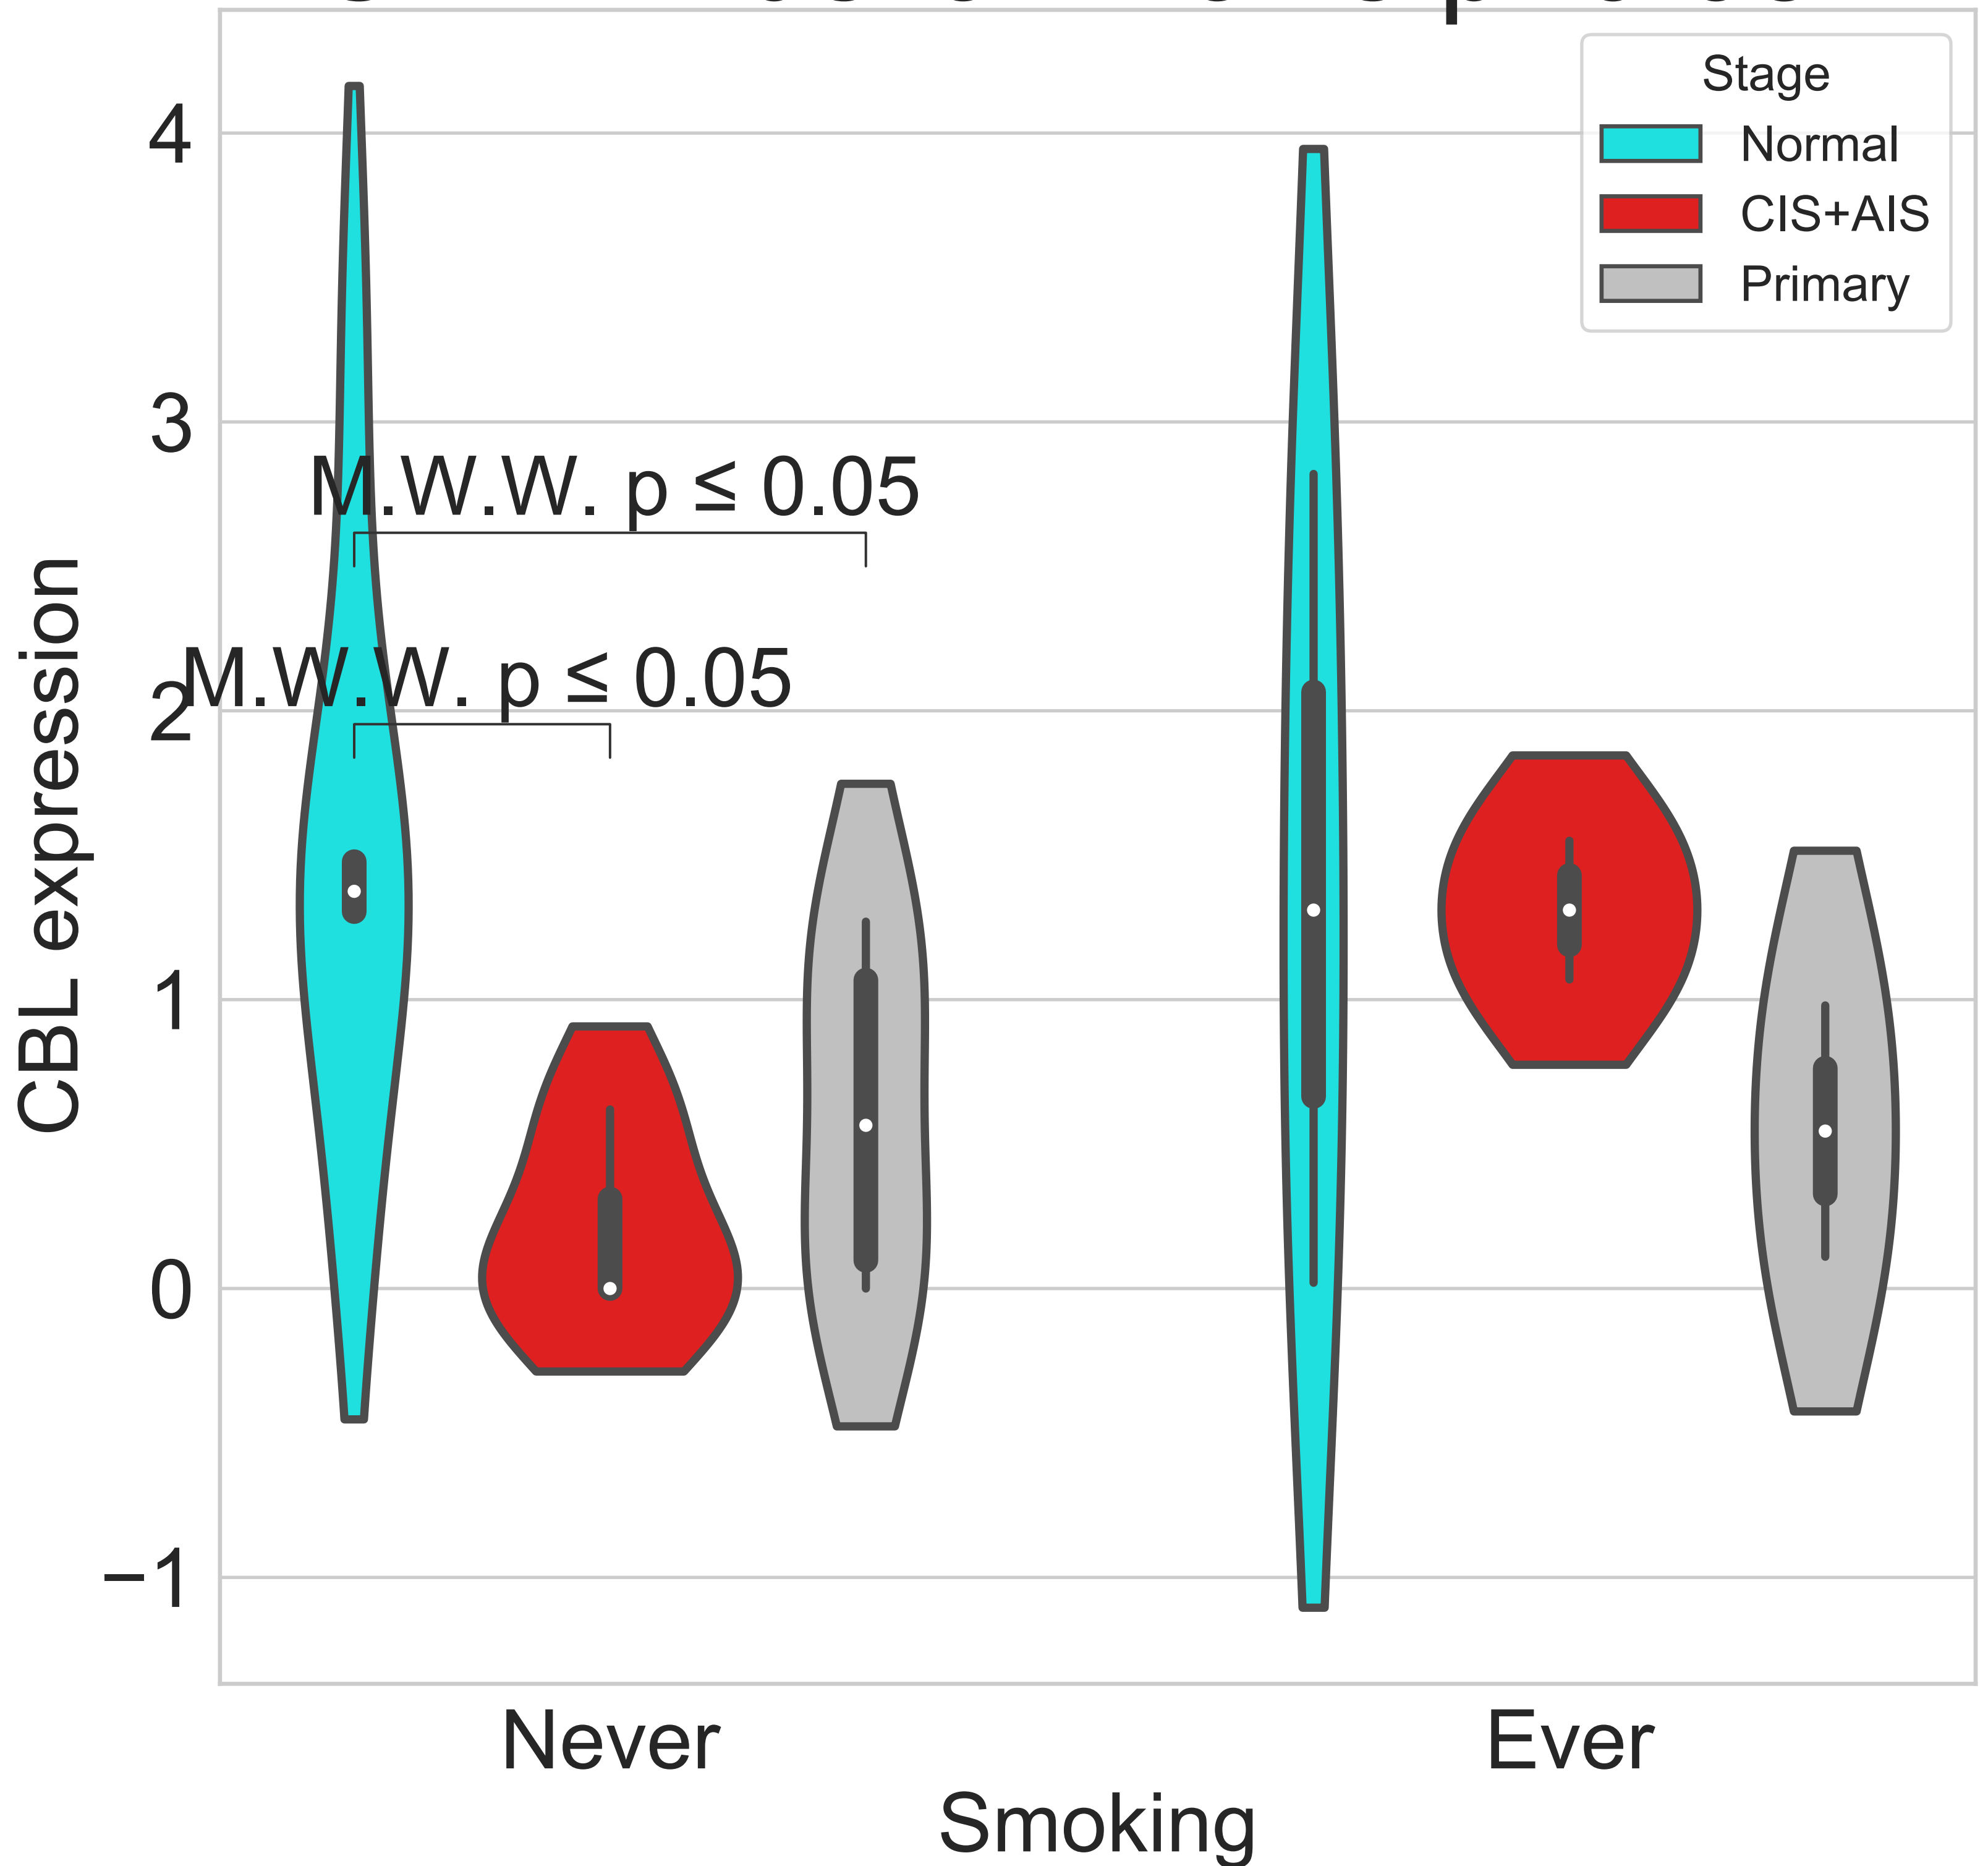 Stage
Normal
CIS+AIS
Primary
4
3
2
1
0
−1
CBL expression
M.W.W. p ≤ 0.05
M.W.W. p ≤ 0.05
Never
Ever
Smoking